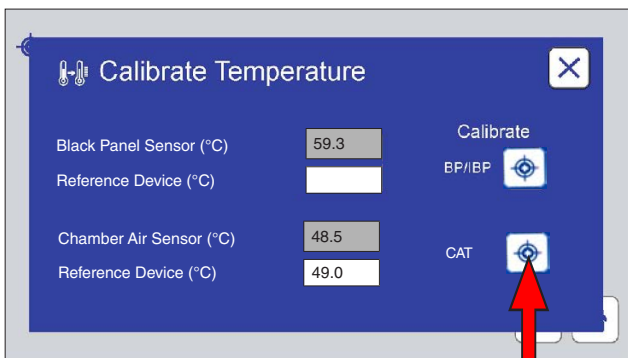 Calibrate Temperature
Calibrate
Black Panel Sensor (°C) 59.3
BP/IBP
Reference Device (°C)
Chamber Air Sensor (°C) 48.5
CAT
Reference Device (°C) 49.0